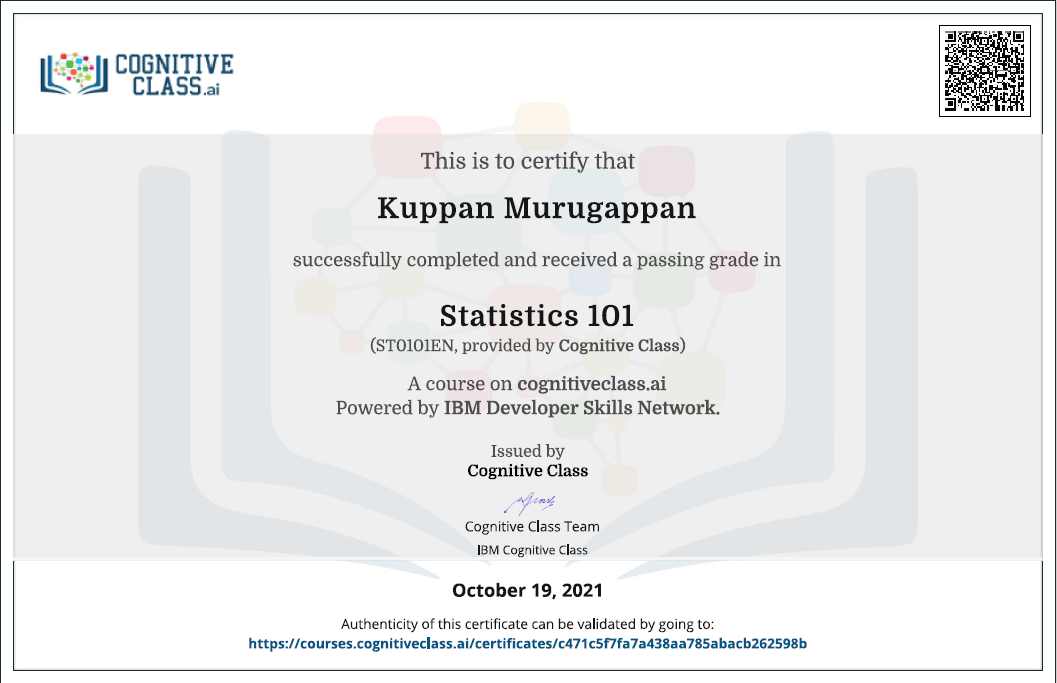 COGNITIVE
CLASS.ai
This is to certify that
Kuppan Murugappan
successfully completed and received a passing grade in
Statistics 101
(ST0101EN, provided by Cognitive Class)
A course on cognitiveclass.ai
Powered by IBM Developer Skills Network.
Issued by
Cognitive Class
Cognitive Class Team
IBM Cognitive Class
October 19, 2021
Authenticity of this certificate can be validated by going to:
https://courses.cognitiveclass.ai/certificates/c471c5f7fa7a438aa785abacb262598b